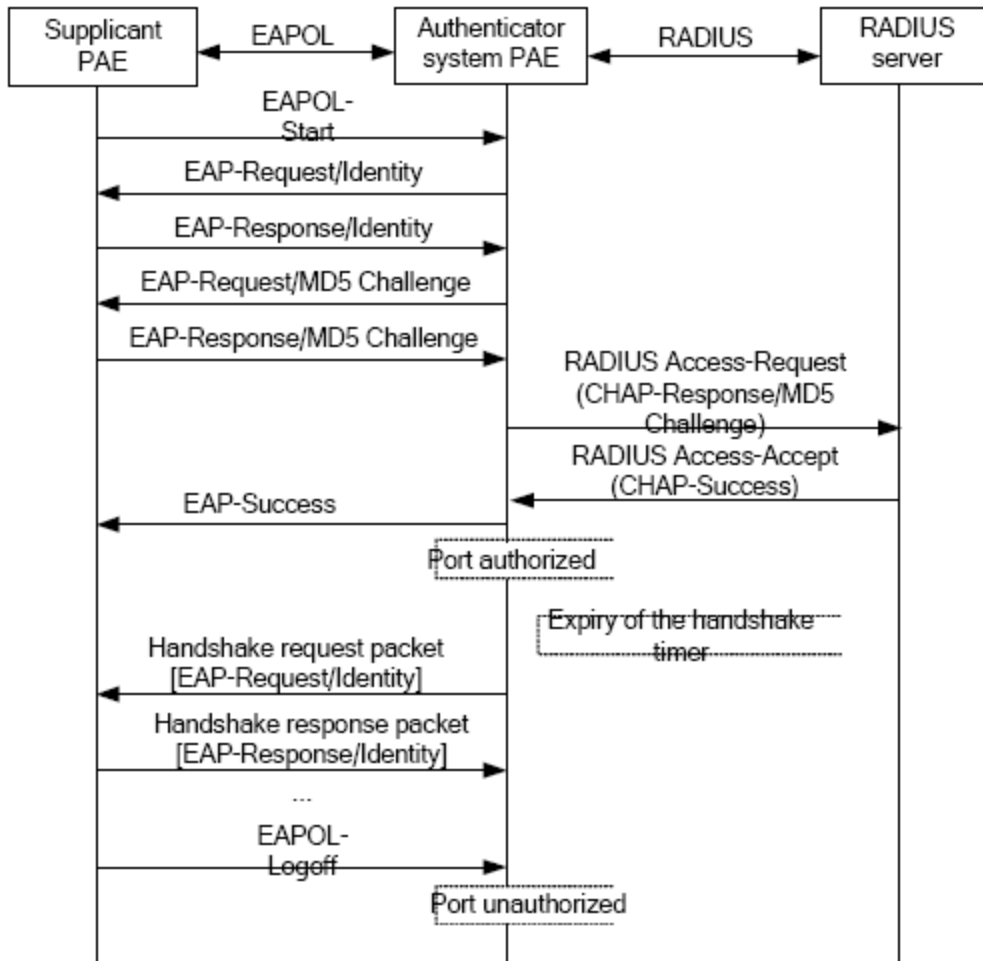 Supplicant
PAE
EAPOL
Authenticator
system PAE
RADIUS
RADIUS
server
EAPOL-
Start
EAP-Request/Identity
EAP-Response/Identity
EAP-Request/MD5 Challenge
EAP-Response/MD5 Challenge
RADIUS Access-Request
(CHAP-Response/MD5
Challenge)
RADIUS Access-Accept
(CHAP-Success)
EAP-Success
Port authorized
Expiry of the handshake
timer
Handshake request packet
[EAP-Request/Identity]
Handshake response packet
[EAP-Response/Identity]
...
EAPOL-
Logoff
Port unauthorized